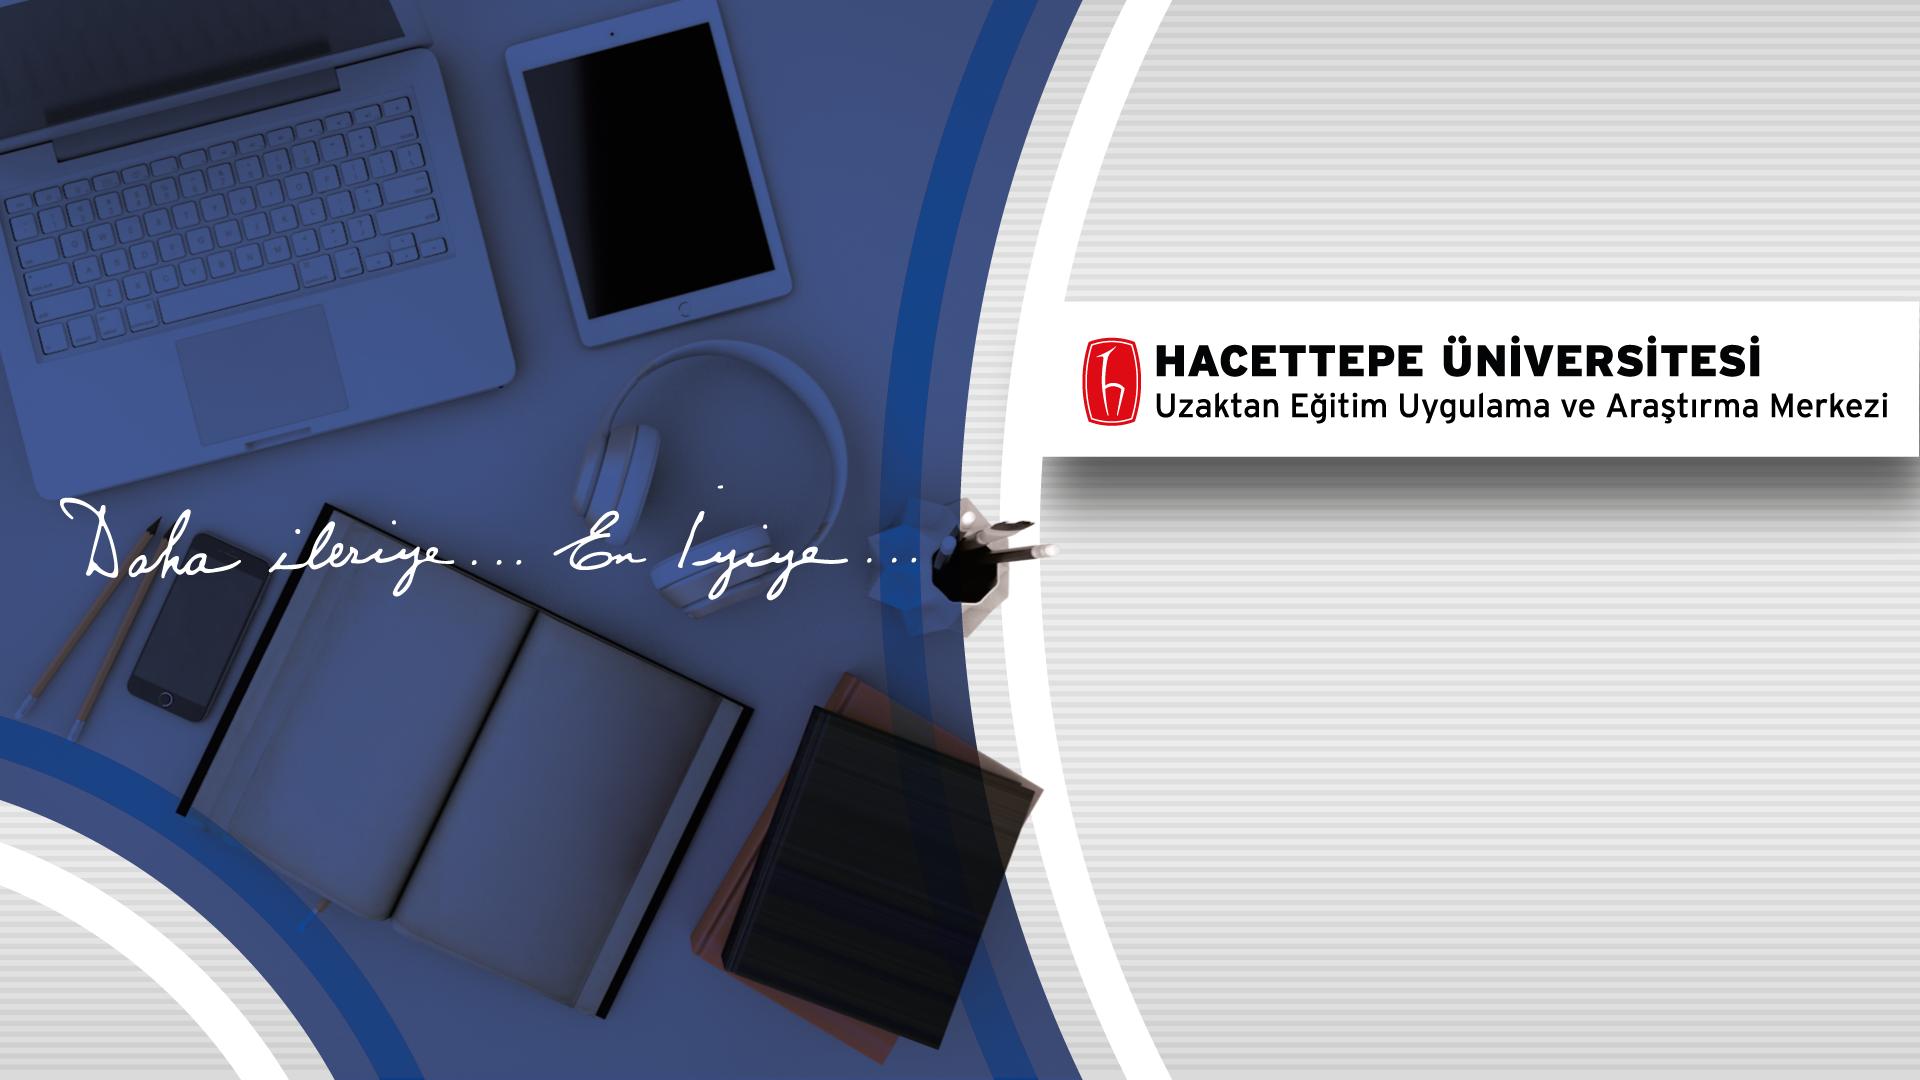 HACETTEPE ÜNİVERSİTESİ
Uzaktan Eğitim Uygulama ve Araştırma Merkezi
Daha ileriye... En İyiye...